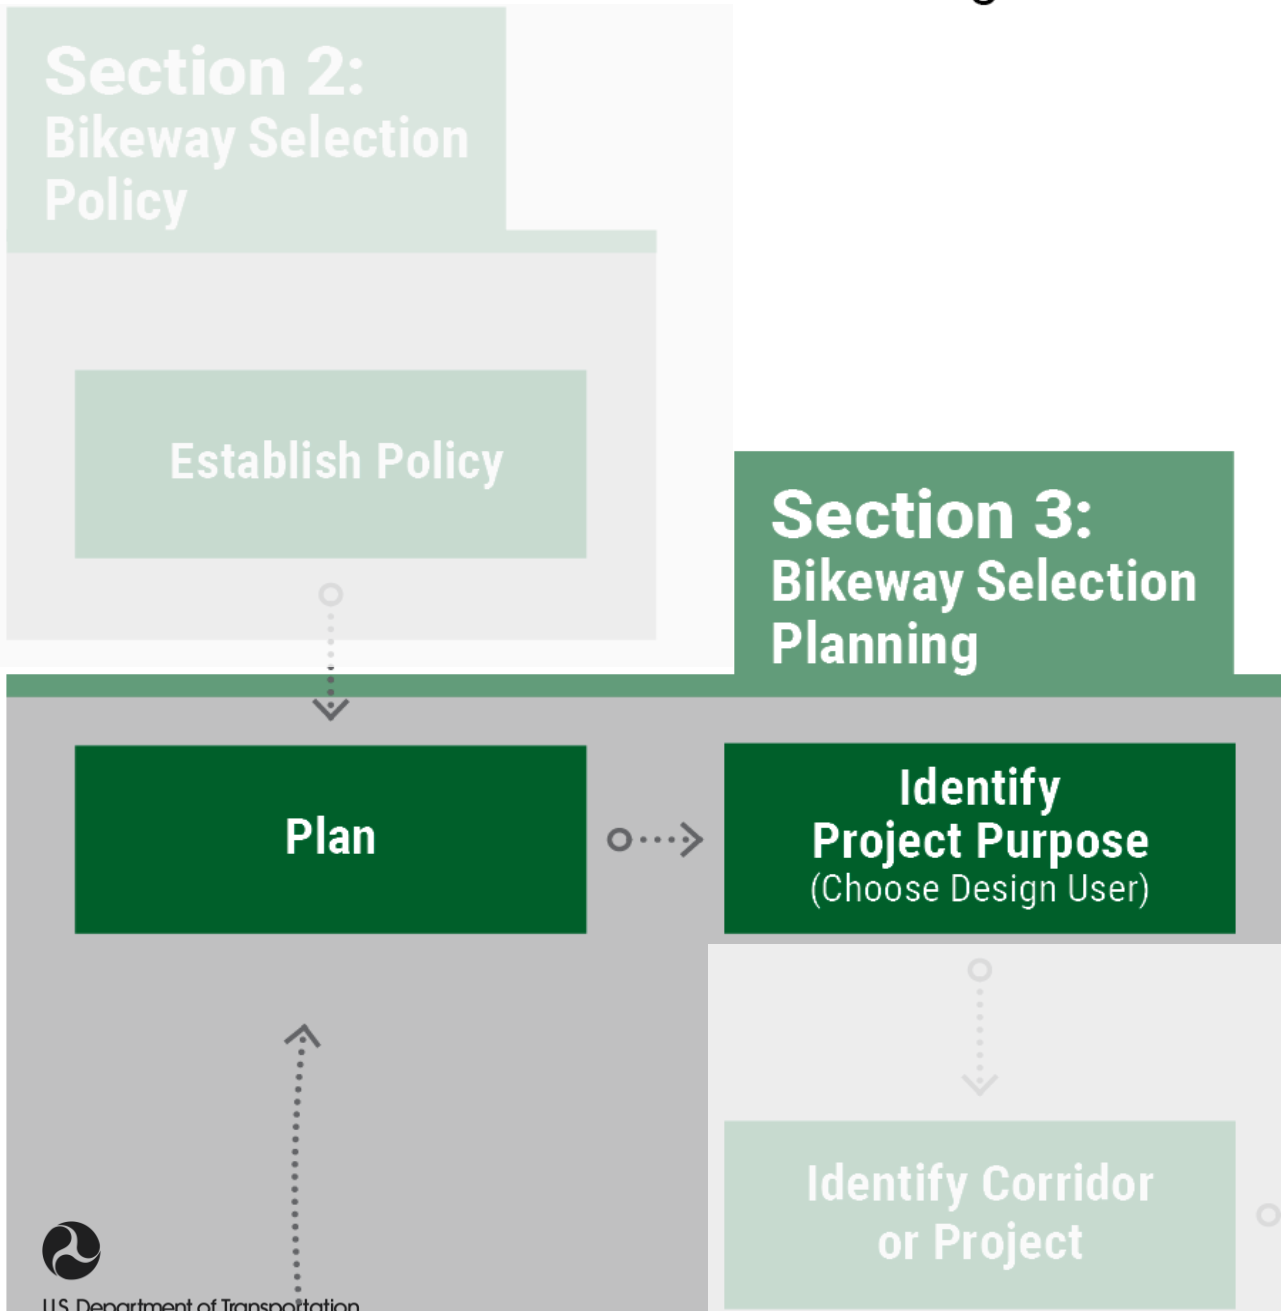 Section 2:
Bikeway Selection
Policy
Establish Policy
Section 3:
Bikeway Selection
Planning
Plan
Identify
Project Purpose
(Choose Design User)
Identify Corridor
or Project
U.S. Department of Transportation